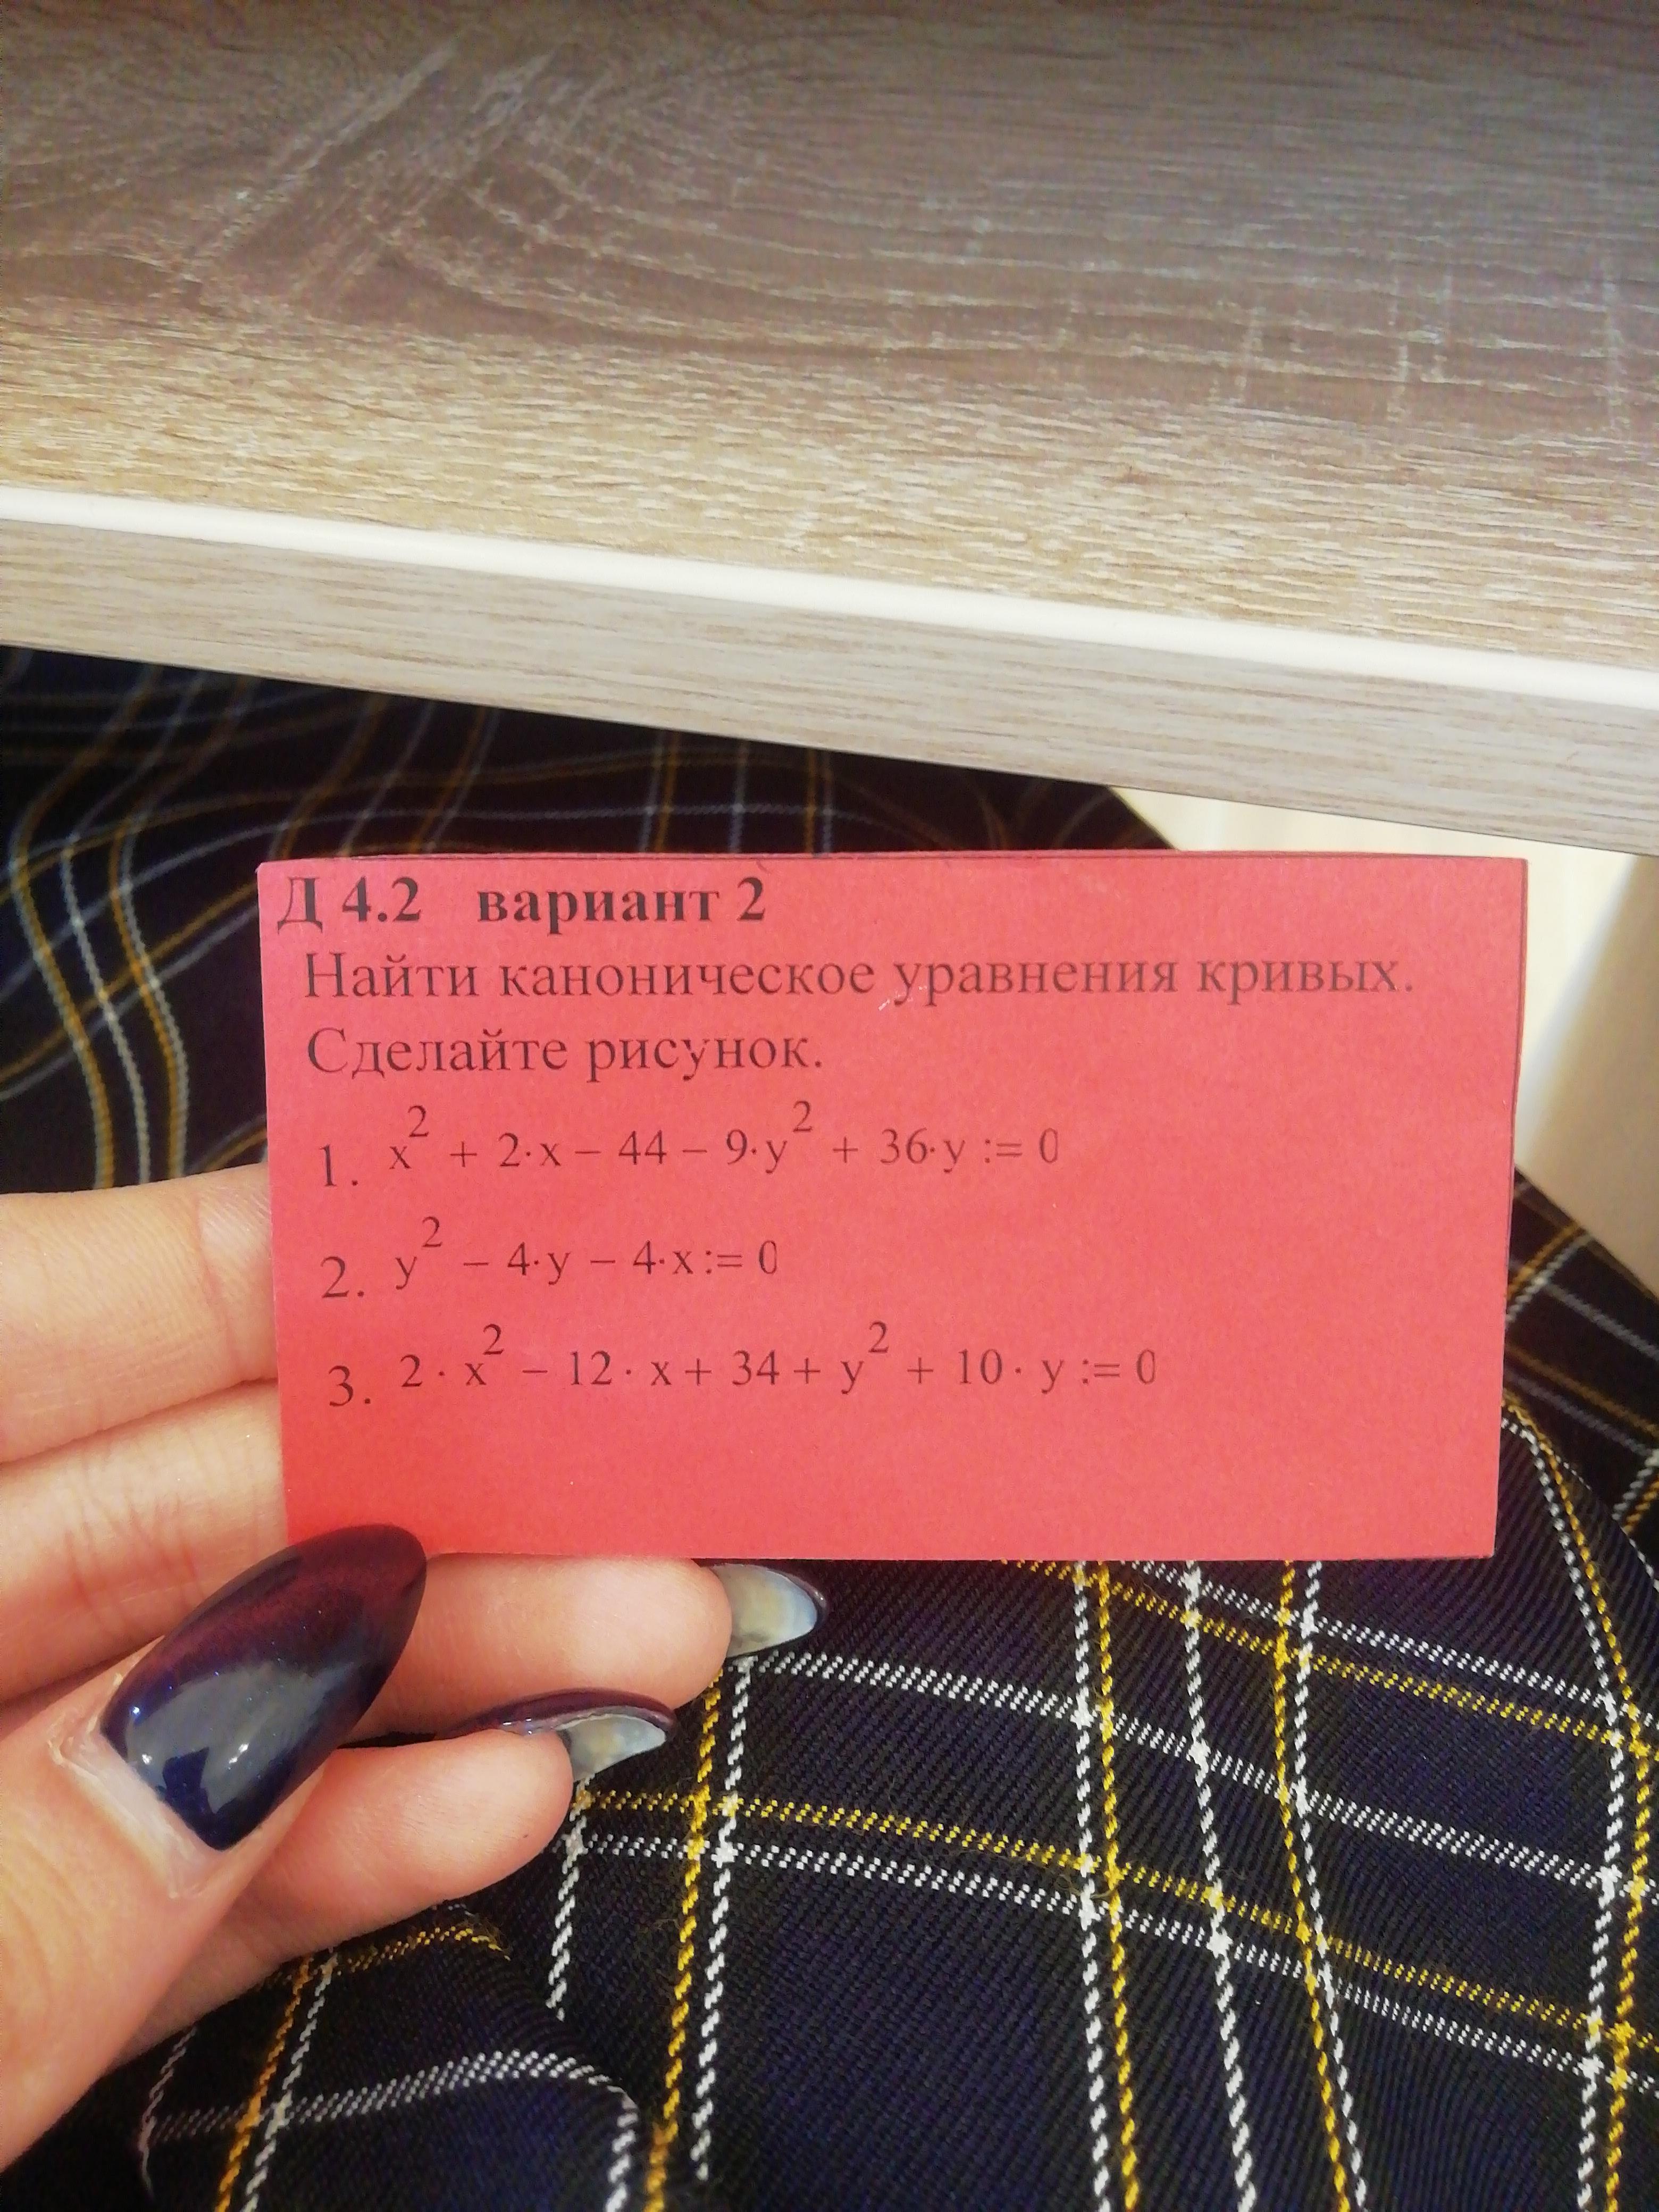 Д 4.2 вариант 2
Найти каноническое уравнения кривых.
Сделайте рисунок.
1. x² + 2·x − 44 − 9·y² + 36·y := 0
2. y² − 4·y − 4·x := 0
3. 2 · x² − 12 · x + 34 + y² + 10 · y := 0